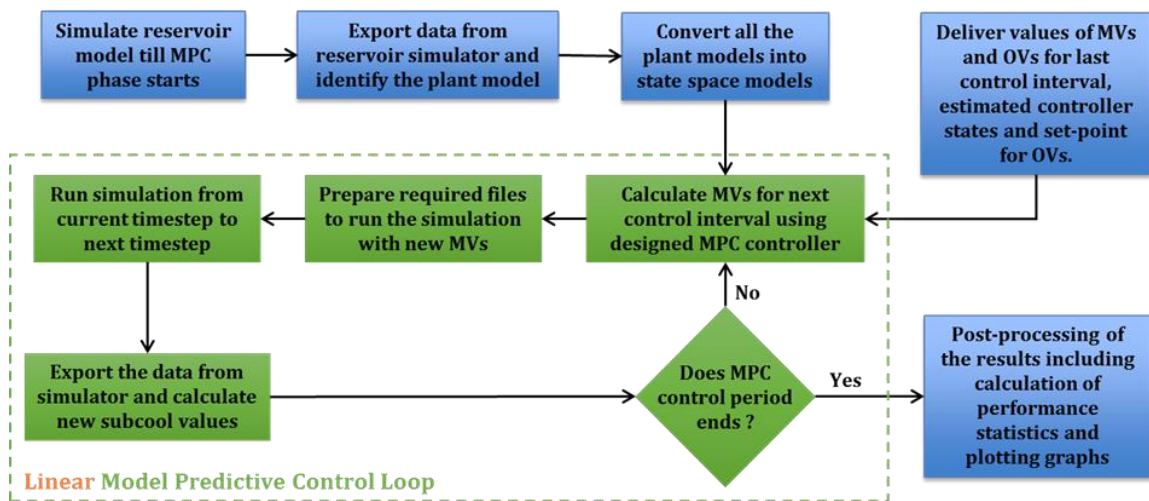 Simulate reservoir
model till MPC
phase starts
Export data from
reservoir simulator and
identify the plant model
Convert all the
plant models into
state space models
Deliver values of MVs
and OVs for last
control interval,
estimated controller
states and set-point
for OVs.
Run simulation from
current timestep to
next timestep
Prepare required files
to run the simulation
with new MVs
Calculate MVs for next
control interval using
designed MPC controller
No
Export the data from
simulator and calculate
new subcool values
Does MPC
control period
ends ?
Yes
Post-processing of
the results including
calculation of
performance
statistics and
plotting graphs
Linear Model Predictive Control Loop